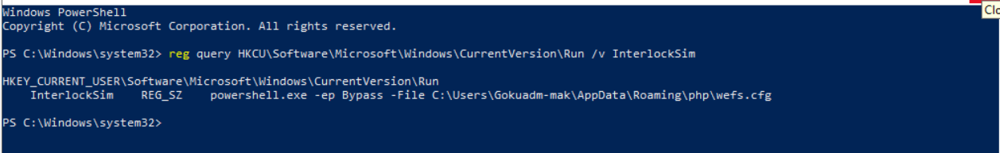 Clo
Windows PowerShell
Copyright (C) Microsoft Corporation. All rights reserved.
PS C:\Windows\system32> reg query HKCU\Software\Microsoft\Windows\CurrentVersion\Run /v InterlockSim
HKEY_CURRENT_USER\Software\Microsoft\Windows\CurrentVersion\Run
InterlockSim REG_SZ powershell.exe -ep Bypass -File C:\Users\Gokuadm-mak\AppData\Roaming\php\wefs.cfg
PS C:\Windows\system32>